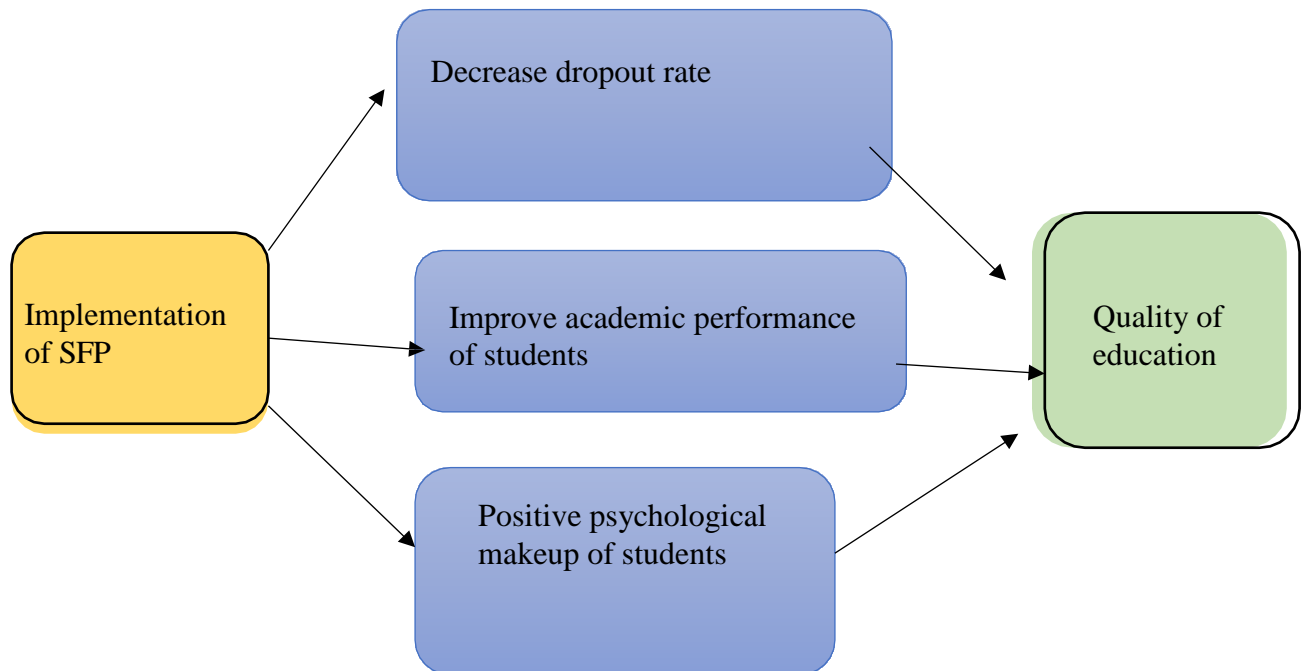 Decrease dropout rate
Implementation
of SFP
Improve academic performance
of students
Quality of
education
Positive psychological
makeup of students